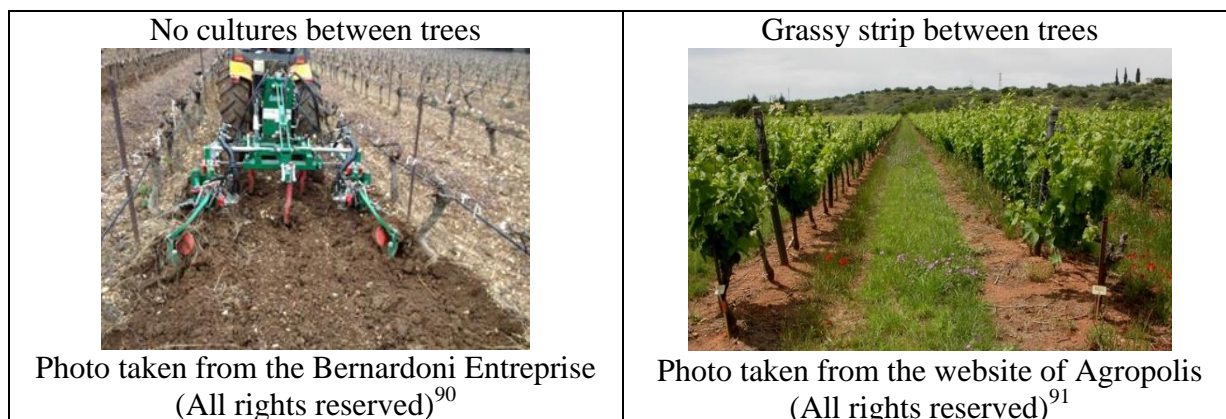 No cultures between trees
Photo taken from the Bernardoni Entreprise
(All rights reserved)90
Grassy strip between trees
Photo taken from the website of Agropolis
(All rights reserved)91